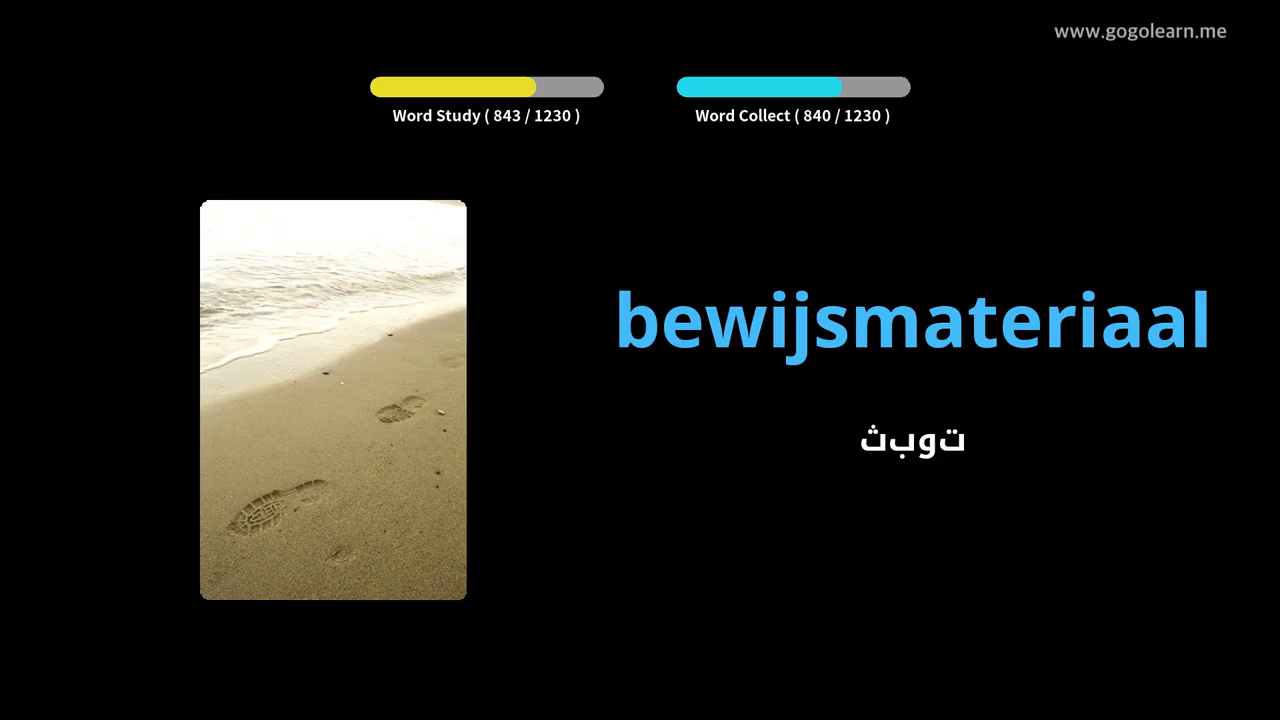 www.gogolearn.me
Word Study ( 843 / 1230 )
Word Collect ( 840 / 1230 )
bewijsmateriaal
ثبوت